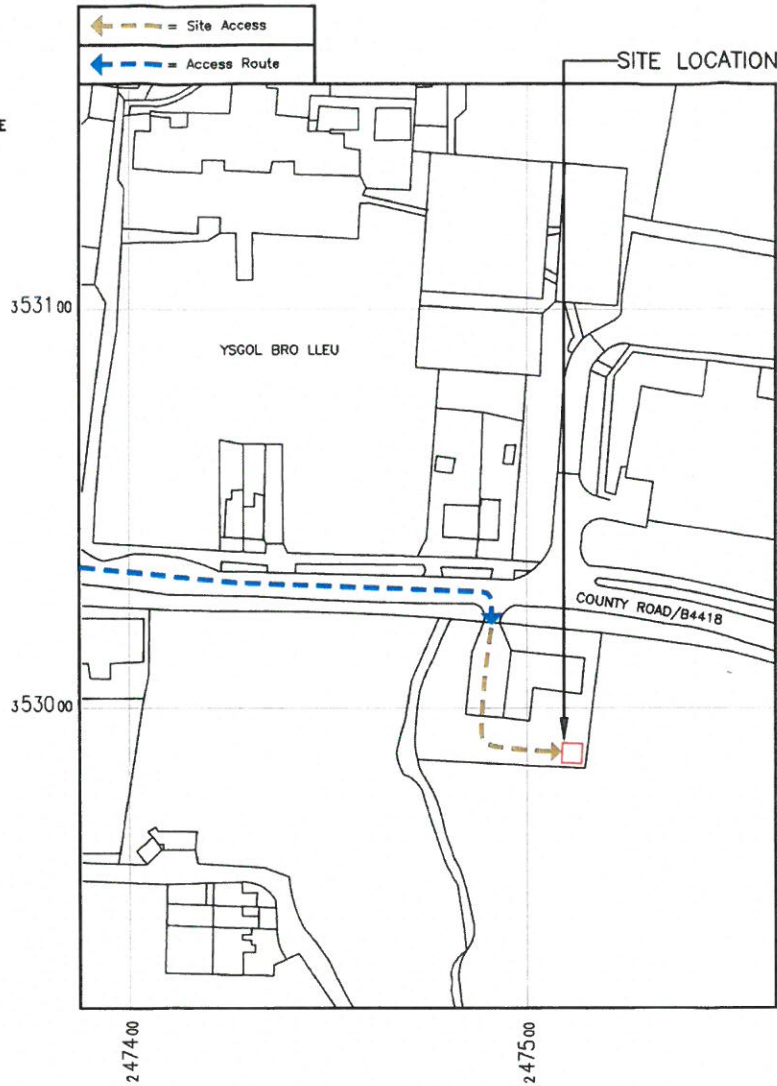 = Site Access
= Access Route
SITE LOCATION
E
353100
YSGOL BRO LLEU
COUNTY ROAD/B4418
353000
247400
247500